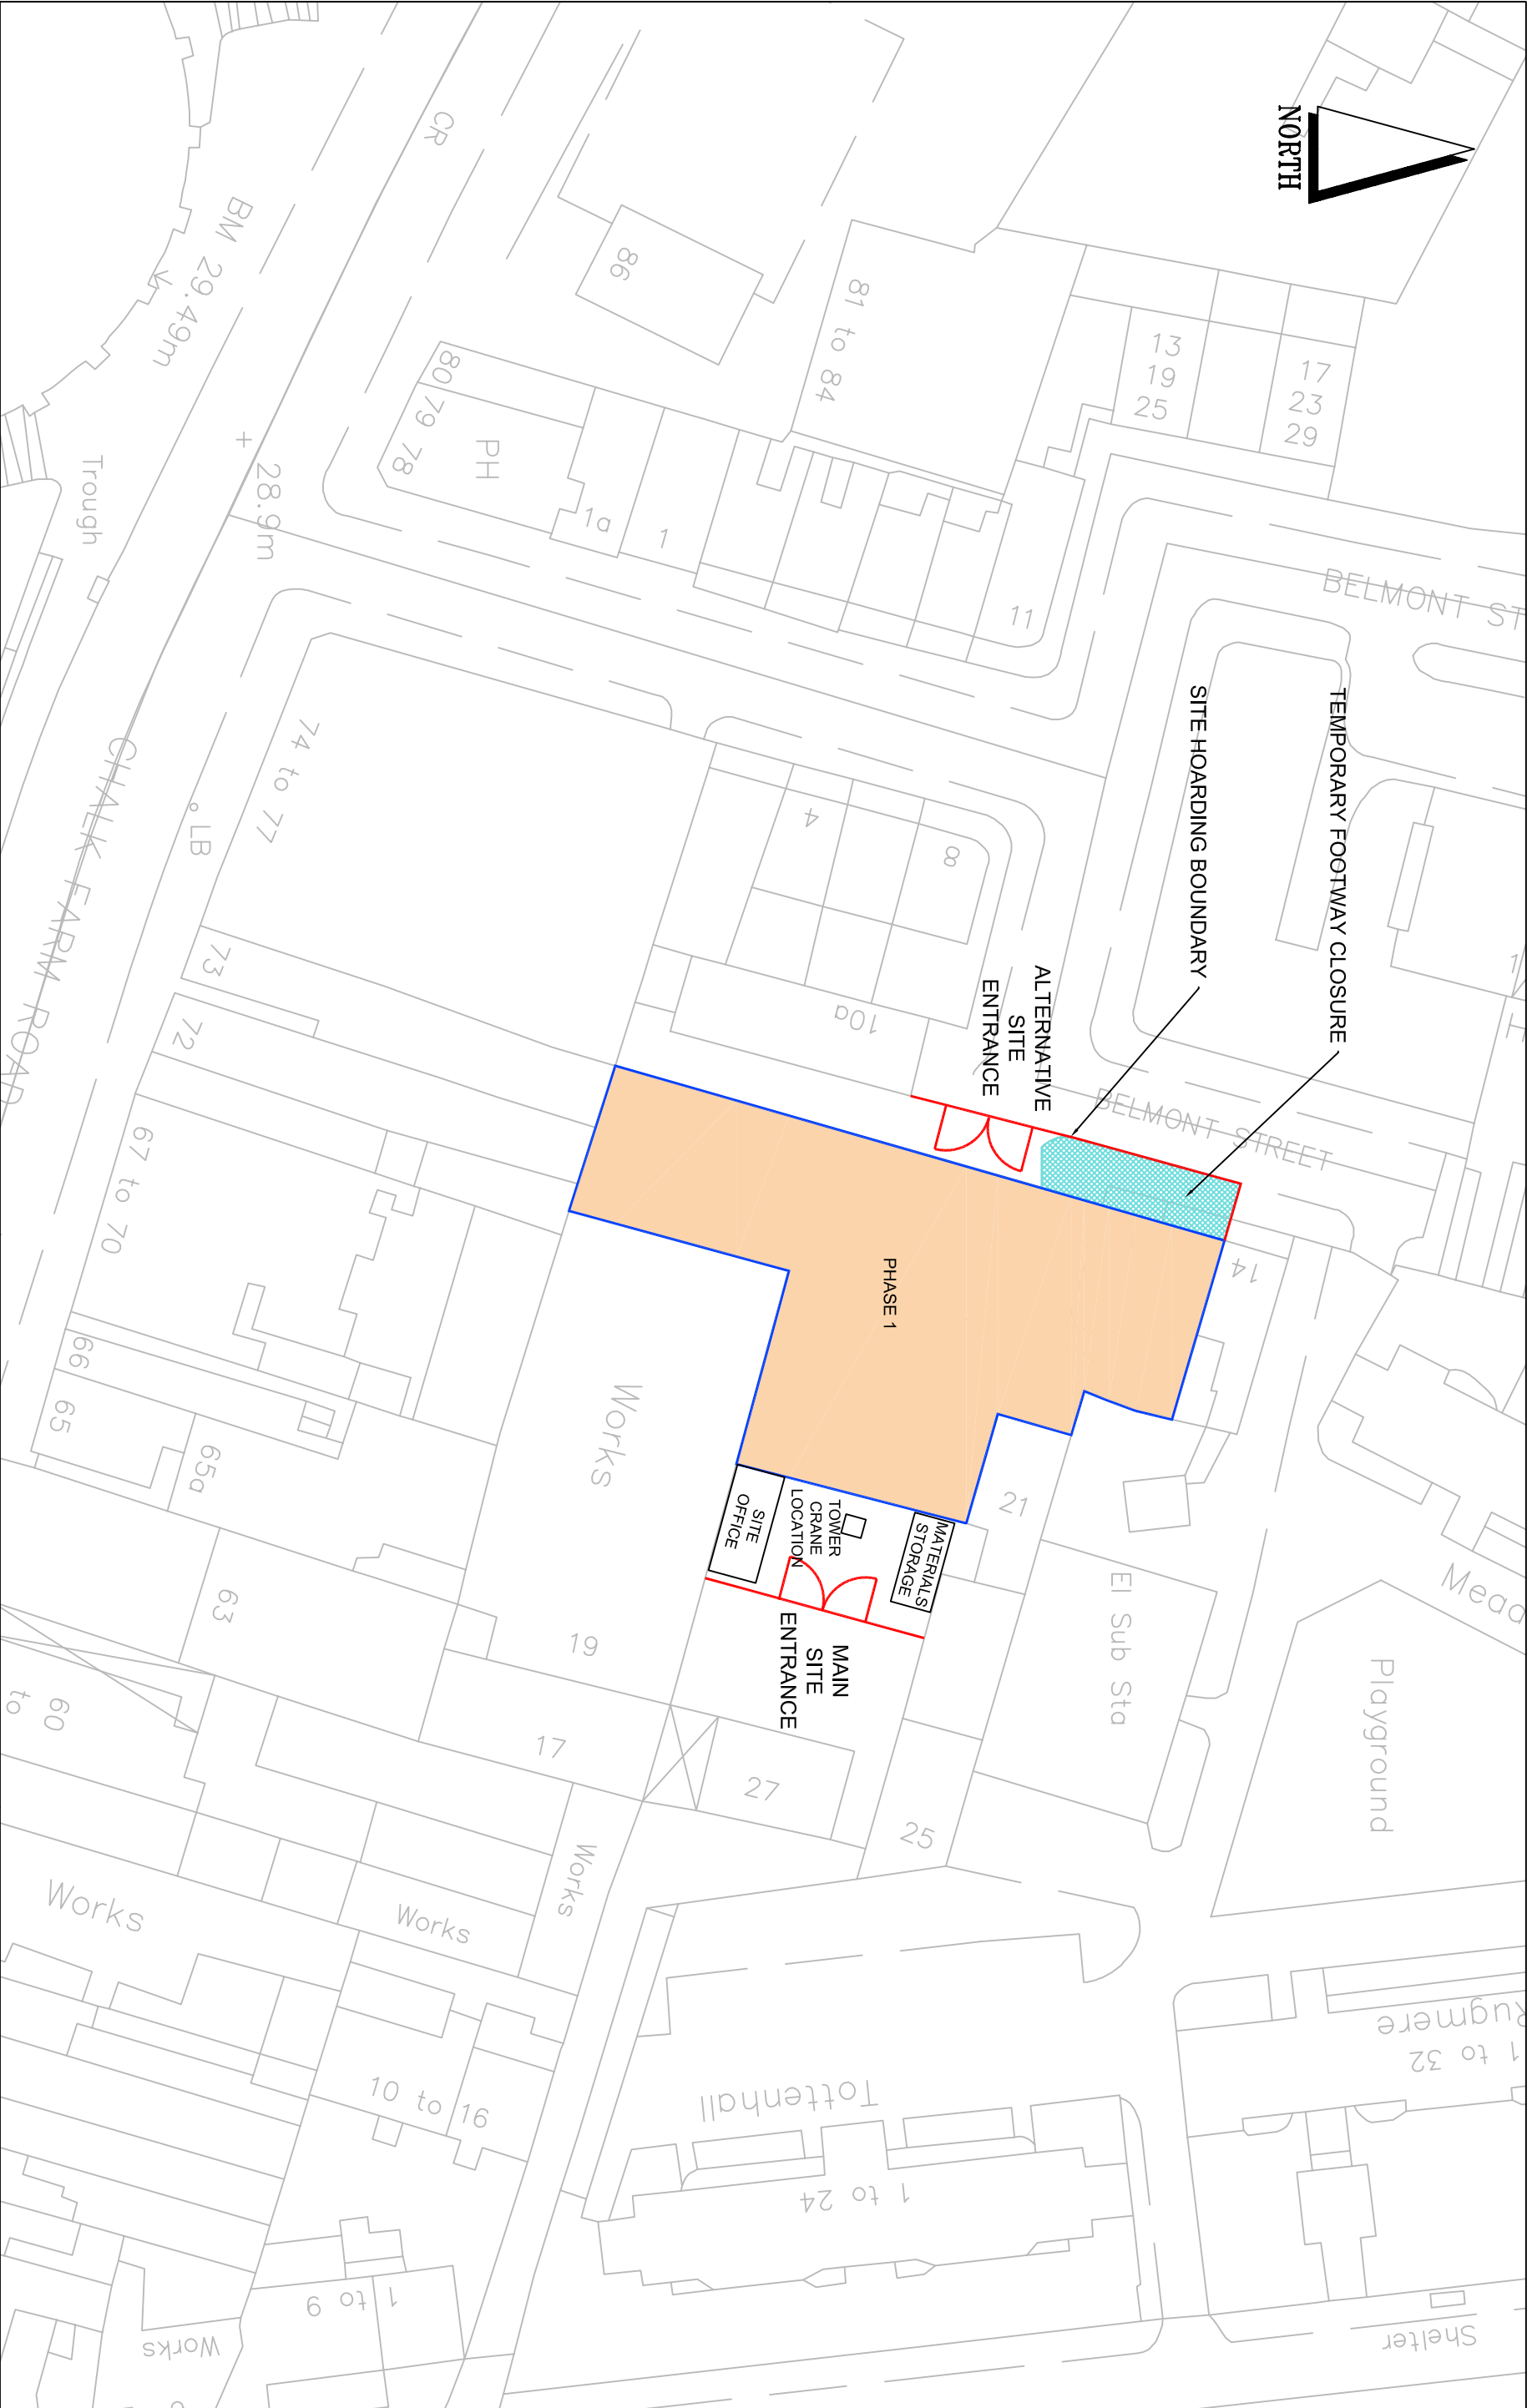 NORTH
BELMONT ST
TEMPORARY FOOTWAY CLOSURE
SITE HOARDING BOUNDARY
17
23
29
13
19
25
81 to 84
86
CR
BM 29.49m
80
79
78
PH
1a
1
11
+ 28.9m
Trough
74 to 77
4
8
LB
CHALK FARM ROAD
73
72
10a
ALTERNATIVE
SITE
ENTRANCE
BELMONT STREET
14
PHASE 1
67 to 70
66
65
65a
Works
21
El Sub Sta
Mead
Playground
MATERIALS
STORAGE
TOWER
CRANE
LOCATION
SITE
OFFICE
MAIN
SITE
ENTRANCE
63
19
17
27
25
60
to
Works
Works
Works
10 to 16
Tottenhall
1 to 24
Rugmere
1 to 32
1 to 9
Works
Shelter